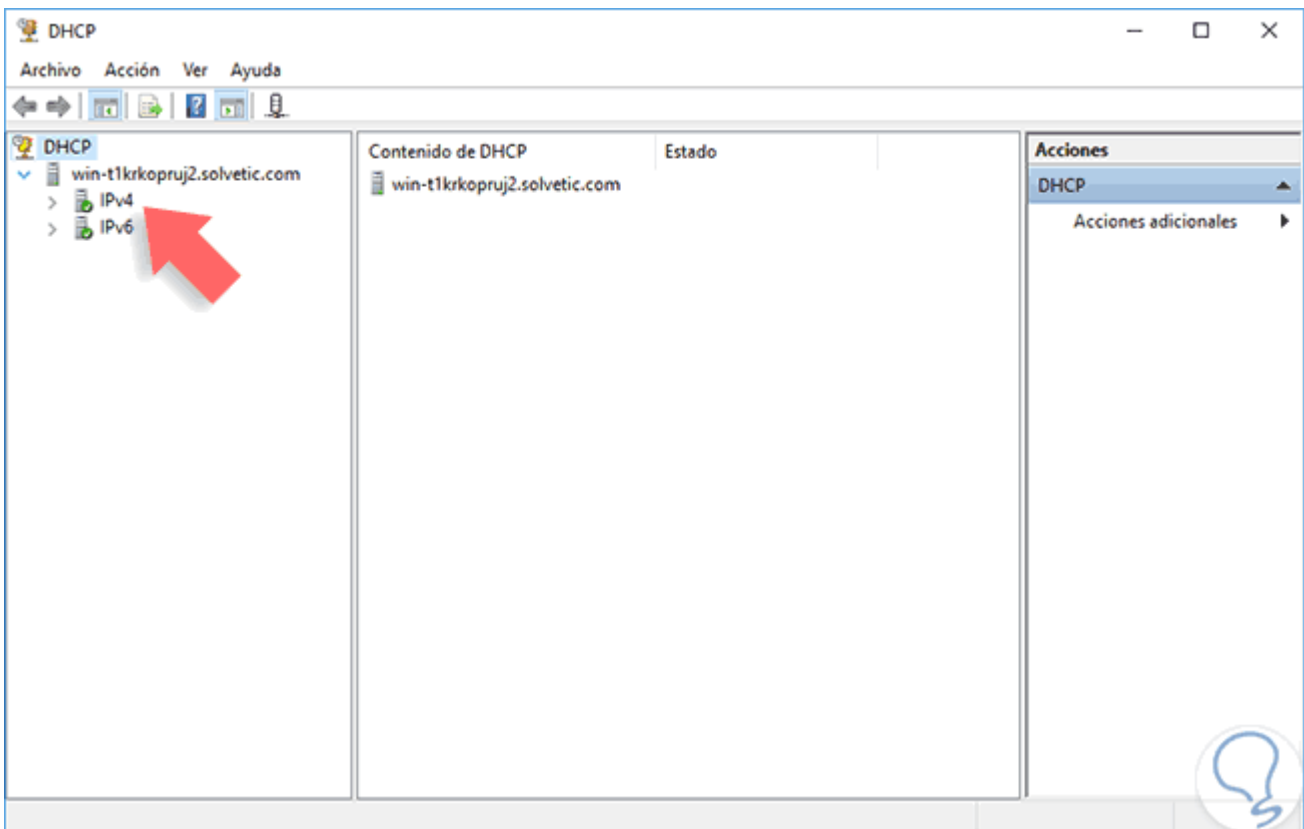 DHCP
Archivo Acción Ver Ayuda
DHCP
win-t1krkopruj2.solvetic.com
IPv4
IPv6
Contenido de DHCP Estado
win-t1krkopruj2.solvetic.com
Acciones
DHCP
Acciones adicionales